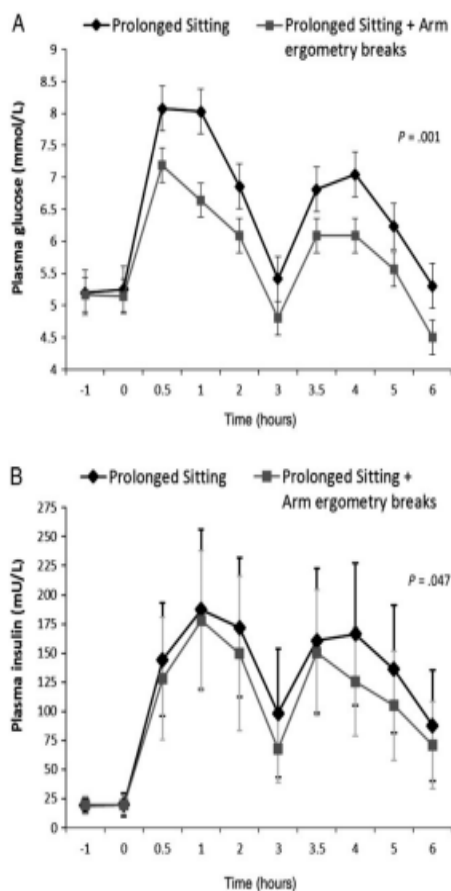 A
Prolonged Sitting
Prolonged Sitting + Arm
ergometry breaks
Plasma glucose (mmol/L)
9
8.5
8
7.5
7
6.5
6
5.5
5
4.5
4
P = .001
-1 0 0.5 1 2 3 3.5 4 5 6
Time (hours)
B
Prolonged Sitting
Prolonged Sitting +
Arm ergometry breaks
Plasma insulin (mU/L)
275
250
225
200
175
150
125
100
75
50
25
0
P = .047
-1 0 0.5 1 2 3 3.5 4 5 6
Time (hours)